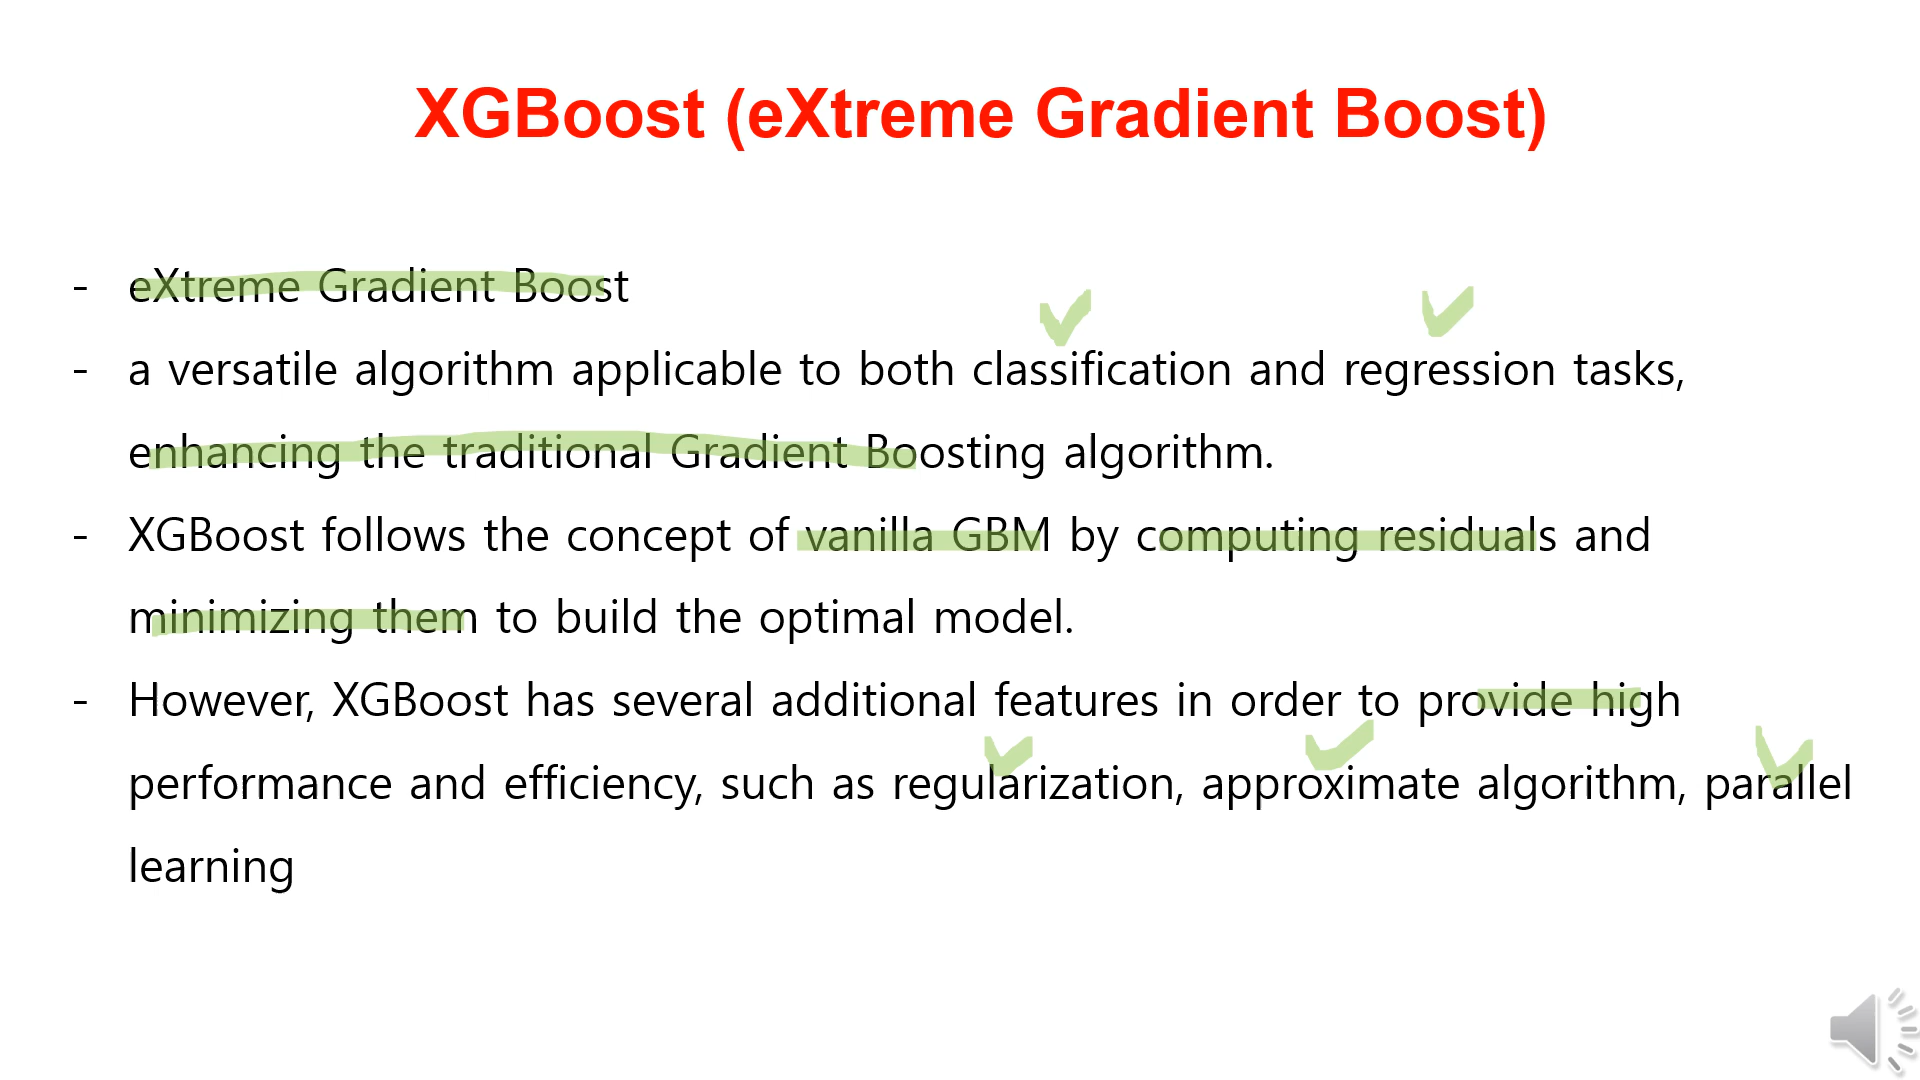 XGBoost (eXtreme Gradient Boost)
- eXtreme Gradient Boost
- a versatile algorithm applicable to both classification and regression tasks,
enhancing the traditional Gradient Boosting algorithm.
- XGBoost follows the concept of vanilla GBM by computing residuals and
minimizing them to build the optimal model.
- However, XGBoost has several additional features in order to provide high
performance and efficiency, such as regularization, approximate algorithm, parallel
learning